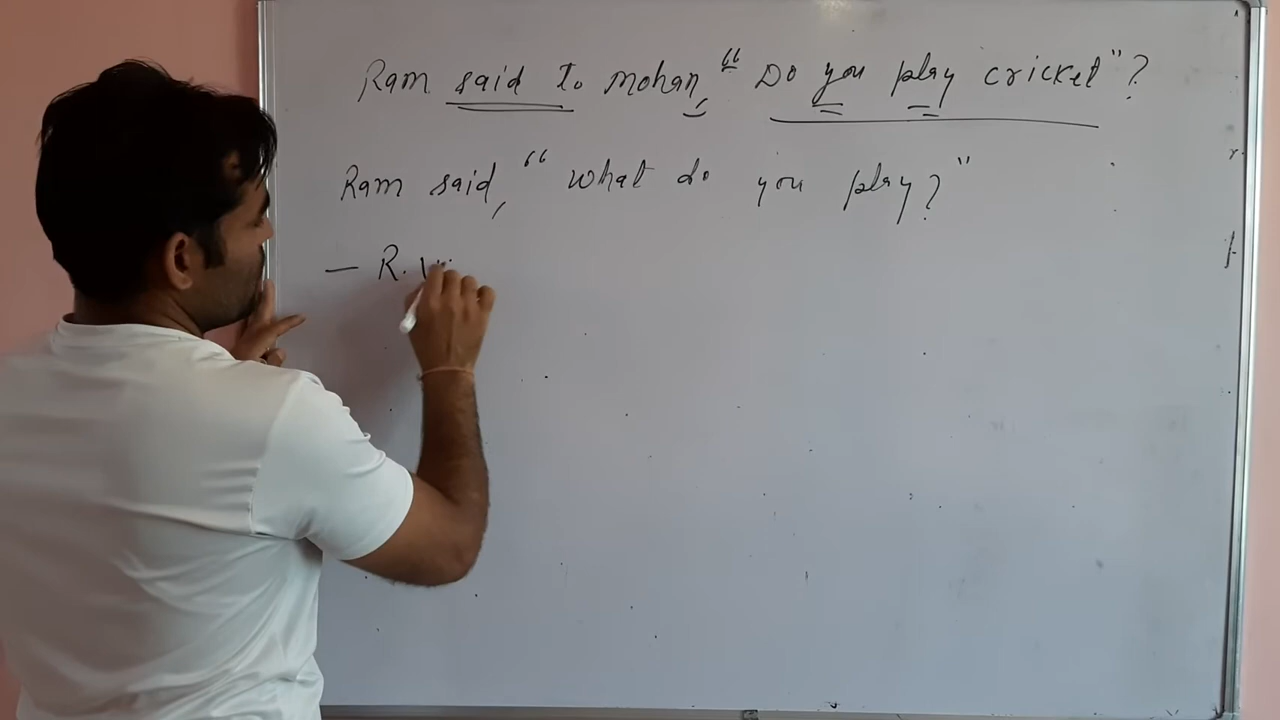 Ram said to mohan, “Do you play cricket”?
Ram said, “what do you play?”
— R.V.